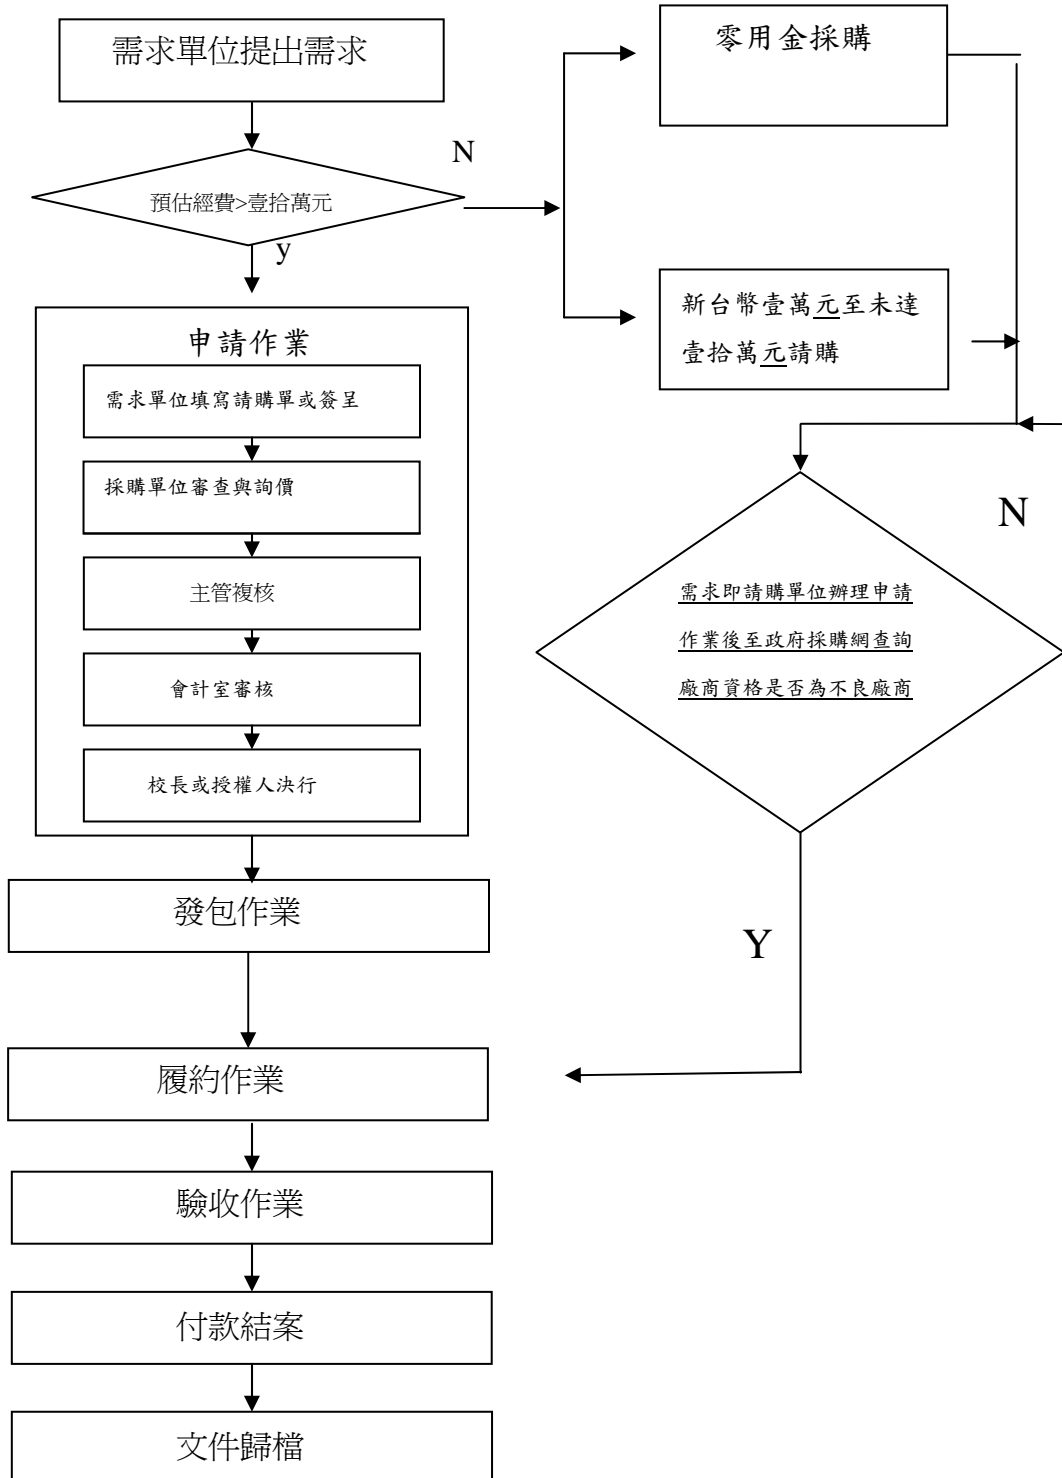 需求單位提出需求
零用金採購
N
預估經費>壹拾萬元
y
新台幣壹萬元至未達
壹拾萬元請購
申請作業
需求單位填寫請購單或簽呈
採購單位審查與詢價
主管複核
會計室審核
校長或授權人決行
N
需求即請購單位辦理申請
作業後至政府採購網查詢
廠商資格是否為不良廠商
Y
發包作業
履約作業
驗收作業
付款結案
文件歸檔